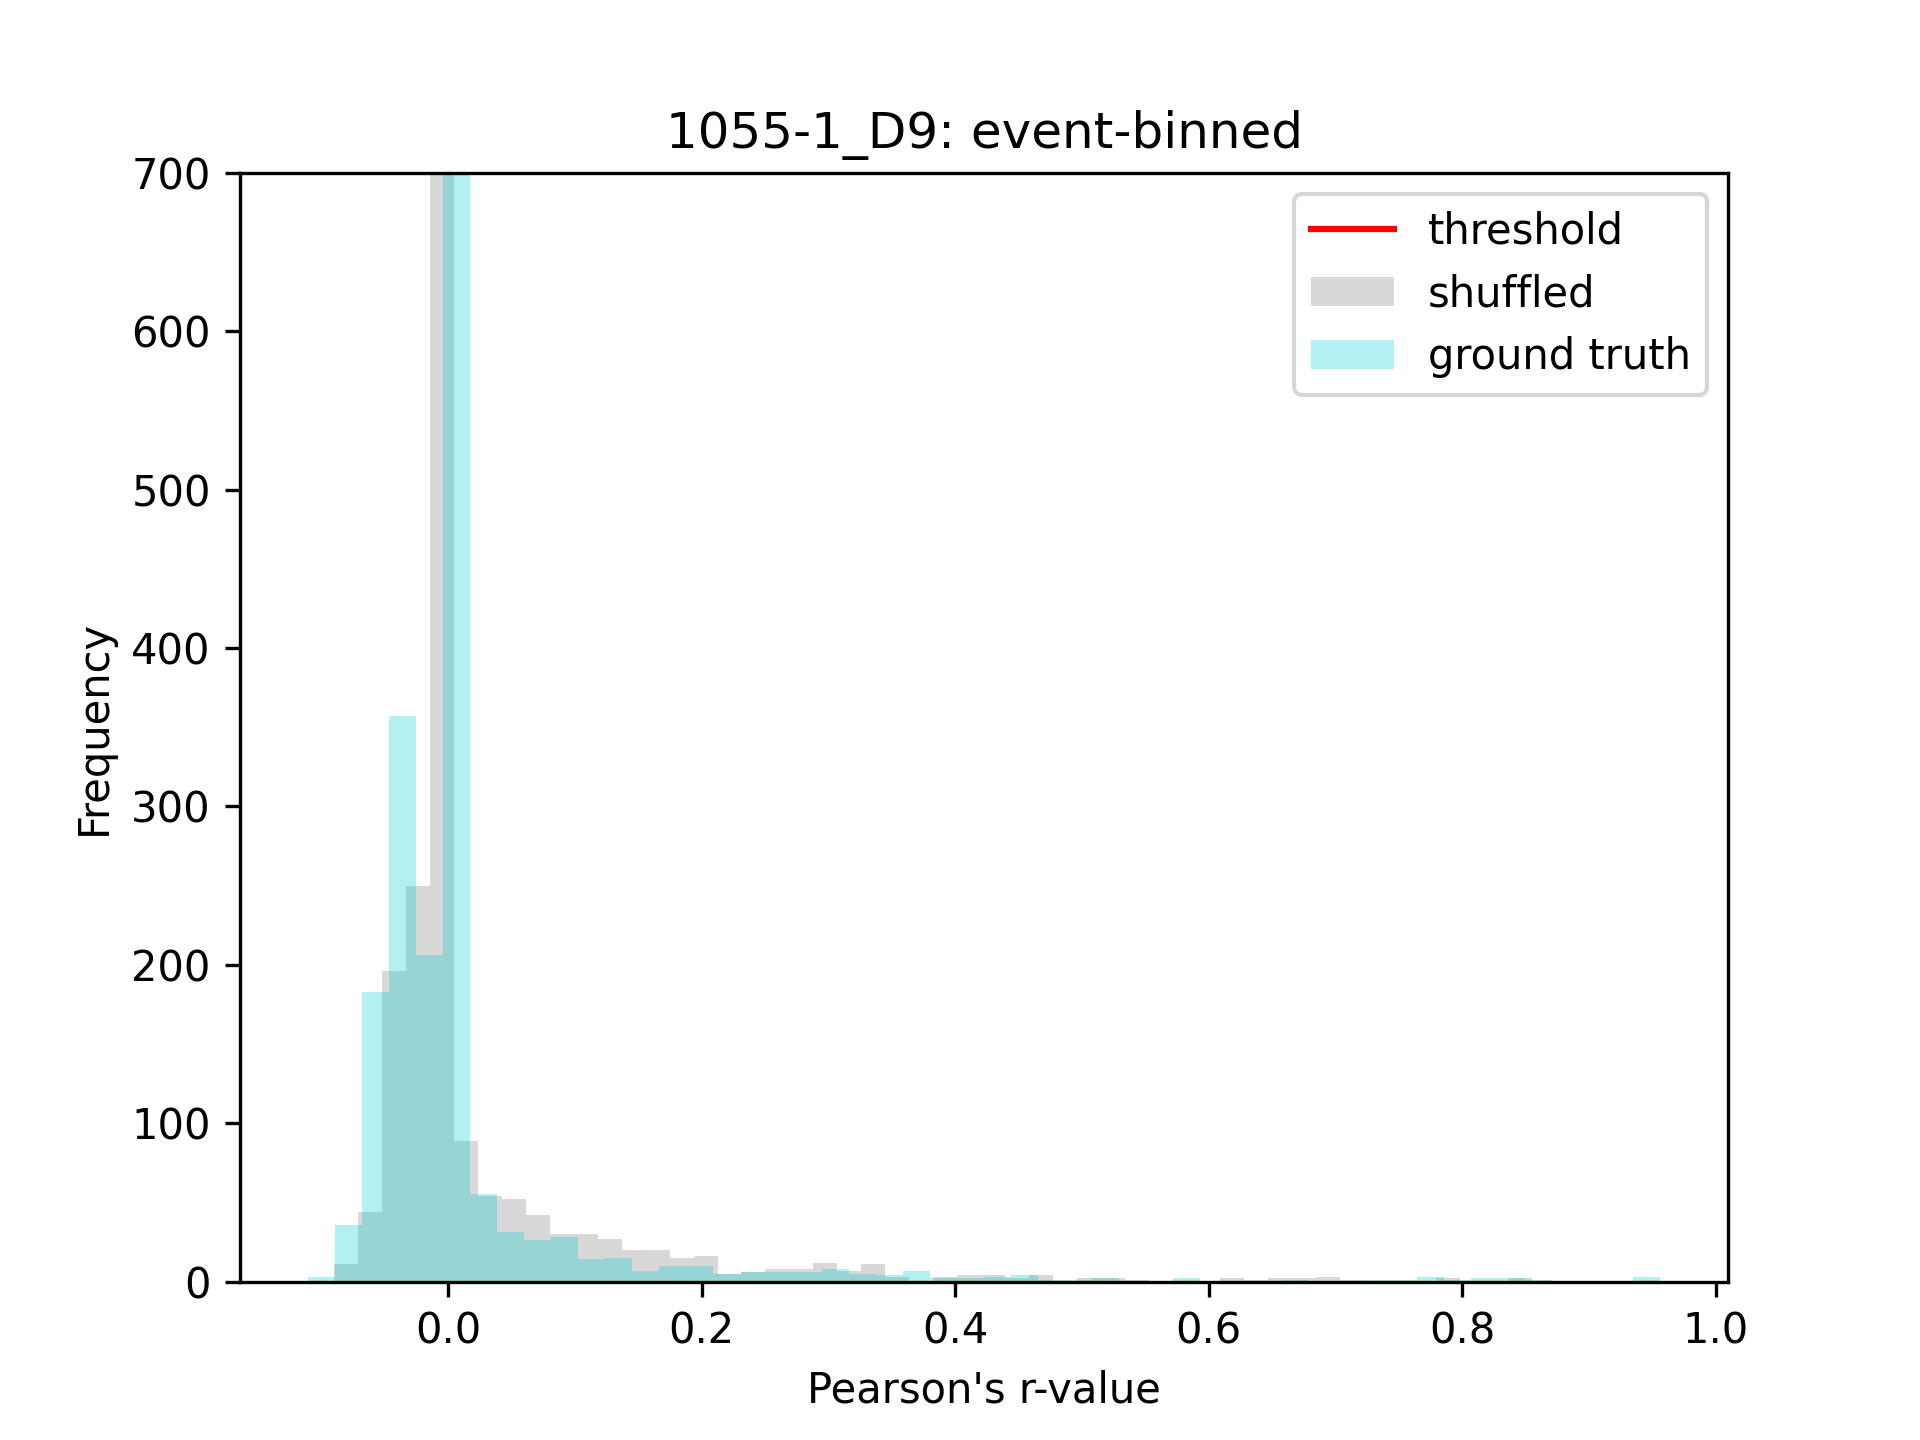 1055-1_D9: event-binned
700
600
500
400
300
200
100
0
Frequency
threshold
shuffled
ground truth
0.0 0.2 0.4 0.6 0.8 1.0
Pearson's r-value